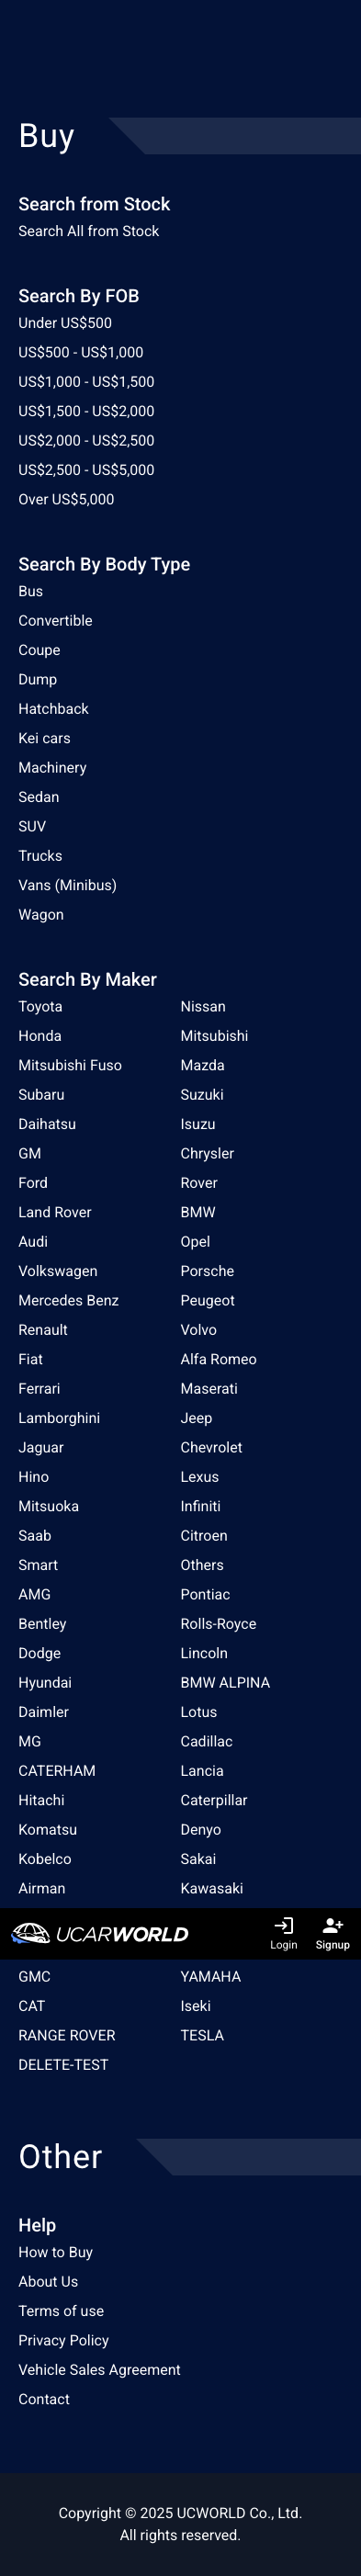 Buy
Search from Stock
Search All from Stock
Search By FOB
Under US$500
US$500 - US$1,000
US$1,000 - US$1,500
US$1,500 - US$2,000
US$2,000 - US$2,500
US$2,500 - US$5,000
Over US$5,000
Search By Body Type
Bus
Convertible
Coupe
Dump
Hatchback
Kei cars
Machinery
Sedan
SUV
Trucks
Vans (Minibus)
Wagon
Search By Maker
Toyota Nissan
Honda Mitsubishi
Mitsubishi Fuso Mazda
Subaru Suzuki
Daihatsu Isuzu
GM Chrysler
Ford Rover
Land Rover BMW
Audi Opel
Volkswagen Porsche
Mercedes Benz Peugeot
Renault Volvo
Fiat Alfa Romeo
Ferrari Maserati
Lamborghini Jeep
Jaguar Chevrolet
Hino Lexus
Mitsuoka Infiniti
Saab Citroen
Smart Others
AMG Pontiac
Bentley Rolls-Royce
Dodge Lincoln
Hyundai BMW ALPINA
Daimler Lotus
MG Cadillac
CATERHAM Lancia
Hitachi Caterpillar
Komatsu Denyo
Kobelco Sakai
Airman Kawasaki
UCARWORLD Login Signup
GMC YAMAHA
CAT Iseki
RANGE ROVER TESLA
DELETE-TEST
Other
Help
How to Buy
About Us
Terms of use
Privacy Policy
Vehicle Sales Agreement
Contact
Copyright © 2025 UCWORLD Co., Ltd.
All rights reserved.